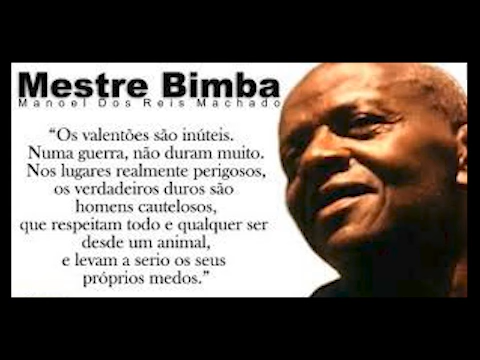 Mestre Bimba
Manoel Dos Reis Machado
“Os valentões são inúteis.
Numa guerra, não duram muito.
Nos lugares realmente perigosos,
os verdadeiros duros são
homens cautelosos,
que respeitam todo e qualquer ser
desde um animal,
e levam a serio os seus
próprios medos.”